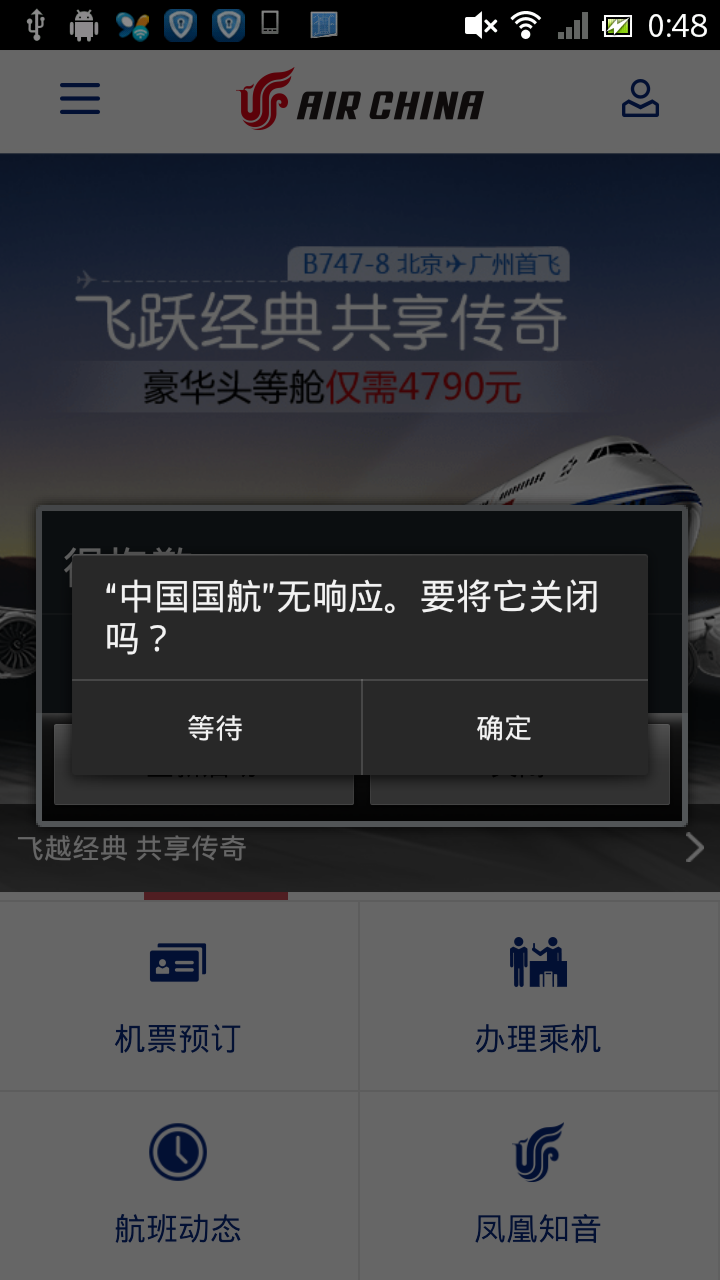 0:48
AIR CHINA
B747-8 北京✈广州首飞
飞跃经典 共享传奇
豪华头等舱仅需4790元
“中国国航”无响应。要将它关闭
吗？
等待
确定
飞越经典 共享传奇
机票预订
办理乘机
航班动态
凤凰知音